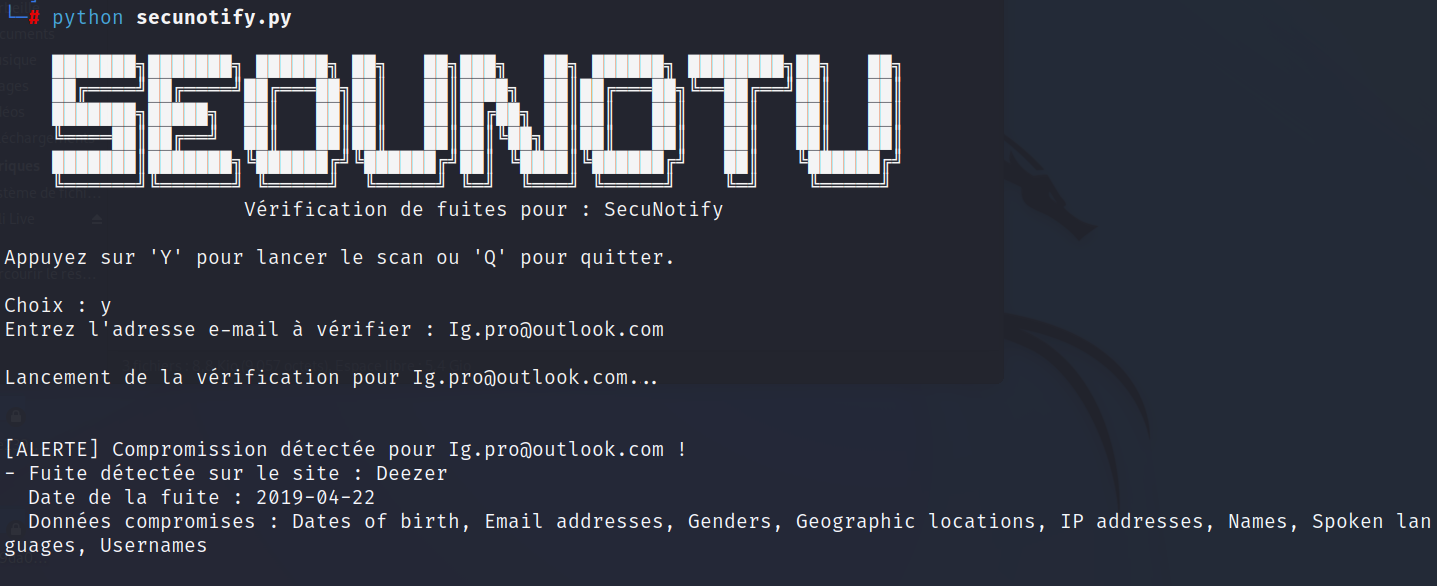 └─# python secunotify.py
SEOUNOTU
Vérification de fuites pour : SecuNotify
Appuyez sur 'Y' pour lancer le scan ou 'Q' pour quitter.
Choix : y
Entrez l'adresse e-mail à vérifier : Ig.pro@outlook.com
Lancement de la vérification pour Ig.pro@outlook.com...
[ALERTE] Compromission détectée pour Ig.pro@outlook.com !
- Fuite détectée sur le site : Deezer
Date de la fuite : 2019-04-22
Données compromises : Dates of birth, Email addresses, Genders, Geographic locations, IP addresses, Names, Spoken lan
guages, Usernames